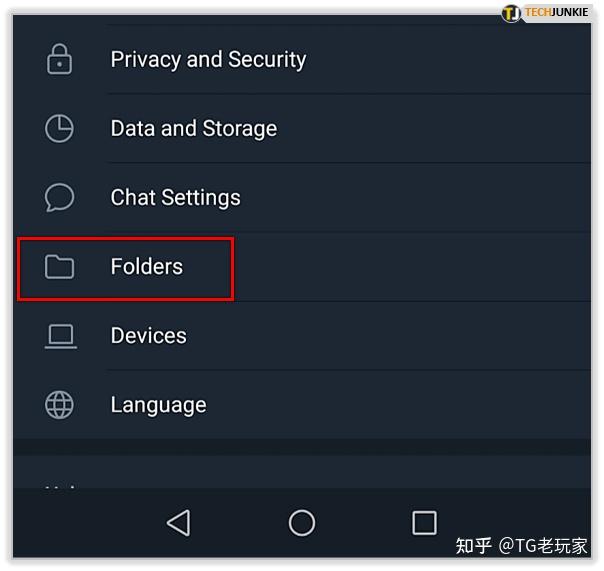 TECHJUNKIE
Privacy and Security
Data and Storage
Chat Settings
Folders
Devices
Language
知乎 @TG老玩家